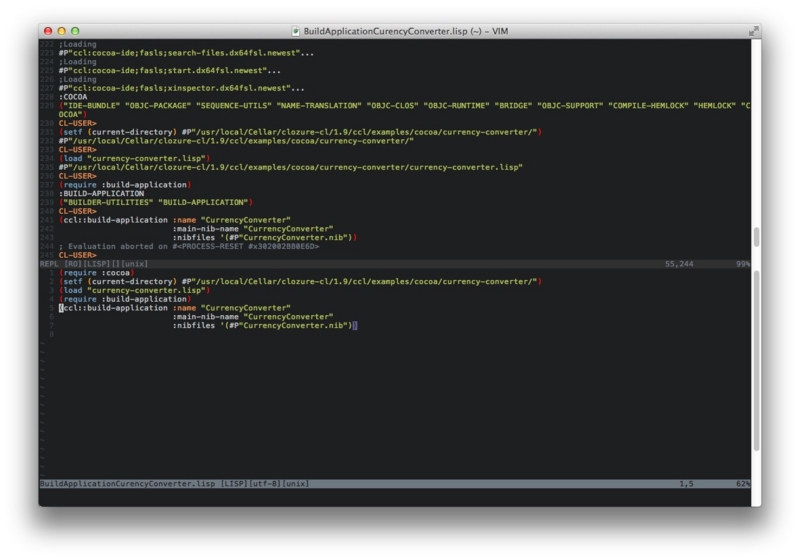 BuildApplicationCurencyConverter.lisp (~) – VIM
222 ;Loading
223 #P"ccl:cocoa-ide;fasls;search-files.dx64fsl.newest"...
224 ;Loading
225 #P"ccl:cocoa-ide;fasls;start.dx64fsl.newest"...
226 ;Loading
227 #P"ccl:cocoa-ide;fasls;xinspector.dx64fsl.newest"...
228 :COCOA
229 ("IDE-BUNDLE" "OBJC-PACKAGE" "SEQUENCE-UTILS" "NAME-TRANSLATION" "OBJC-CLOS" "OBJC-RUNTIME" "BRIDGE" "OBJC-SUPPORT" "COMPILE-HEMLOCK" "HEMLOCK" "C
OCOA")
230 CL-USER>
231 (setf (current-directory) #P"/usr/local/Cellar/clozure-cl/1.9/ccl/examples/cocoa/currency-converter/")
232 #P"/usr/local/Cellar/clozure-cl/1.9/ccl/examples/cocoa/currency-converter/"
233 CL-USER>
234 (load "currency-converter.lisp")
235 #P"/usr/local/Cellar/clozure-cl/1.9/ccl/examples/cocoa/currency-converter/currency-converter.lisp"
236 CL-USER>
237 (require :build-application)
238 :BUILD-APPLICATION
239 ("BUILDER-UTILITIES" "BUILD-APPLICATION")
240 CL-USER>
241 (ccl::build-application :name "CurrencyConverter"
242 :main-nib-name "CurrencyConverter"
243 :nibfiles '(#P"CurrencyConverter.nib"))
244 ; Evaluation aborted on #<PROCESS-RESET #x302002BB0E6D>
245 CL-USER>
REPL [RO][LISP][][unix] 55,244 99%
1 (require :cocoa)
2 (setf (current-directory) #P"/usr/local/Cellar/clozure-cl/1.9/ccl/examples/cocoa/currency-converter/")
3 (load "currency-converter.lisp")
4 (require :build-application)
5 (ccl::build-application :name "CurrencyConverter"
6 :main-nib-name "CurrencyConverter"
7 :nibfiles '(#P"CurrencyConverter.nib"))
8
BuildApplicationCurencyConverter.lisp [LISP][utf-8][unix] 1,5 62%